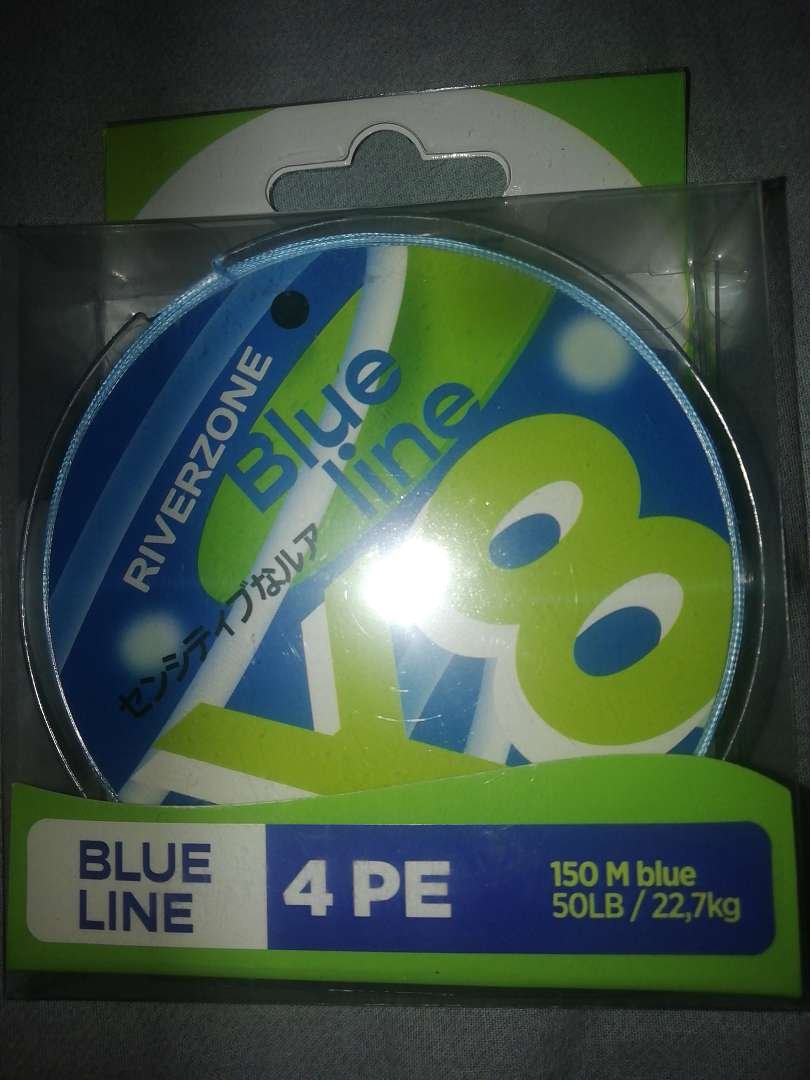 RIVERZONE
Blue
line
センシティブなルア
X8
BLUE
LINE
4 PE
150 M blue
50LB / 22,7kg